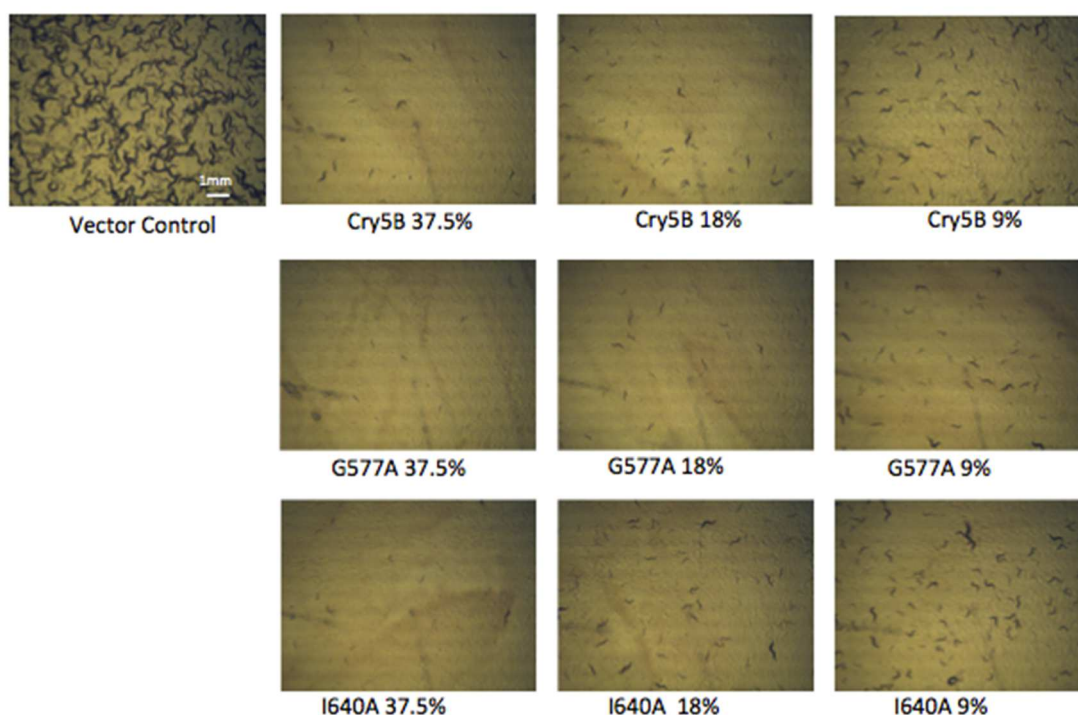 1mm
Vector Control
Cry5B 37.5%
Cry5B 18%
Cry5B 9%
G577A 37.5%
G577A 18%
G577A 9%
I640A 37.5%
I640A 18%
I640A 9%